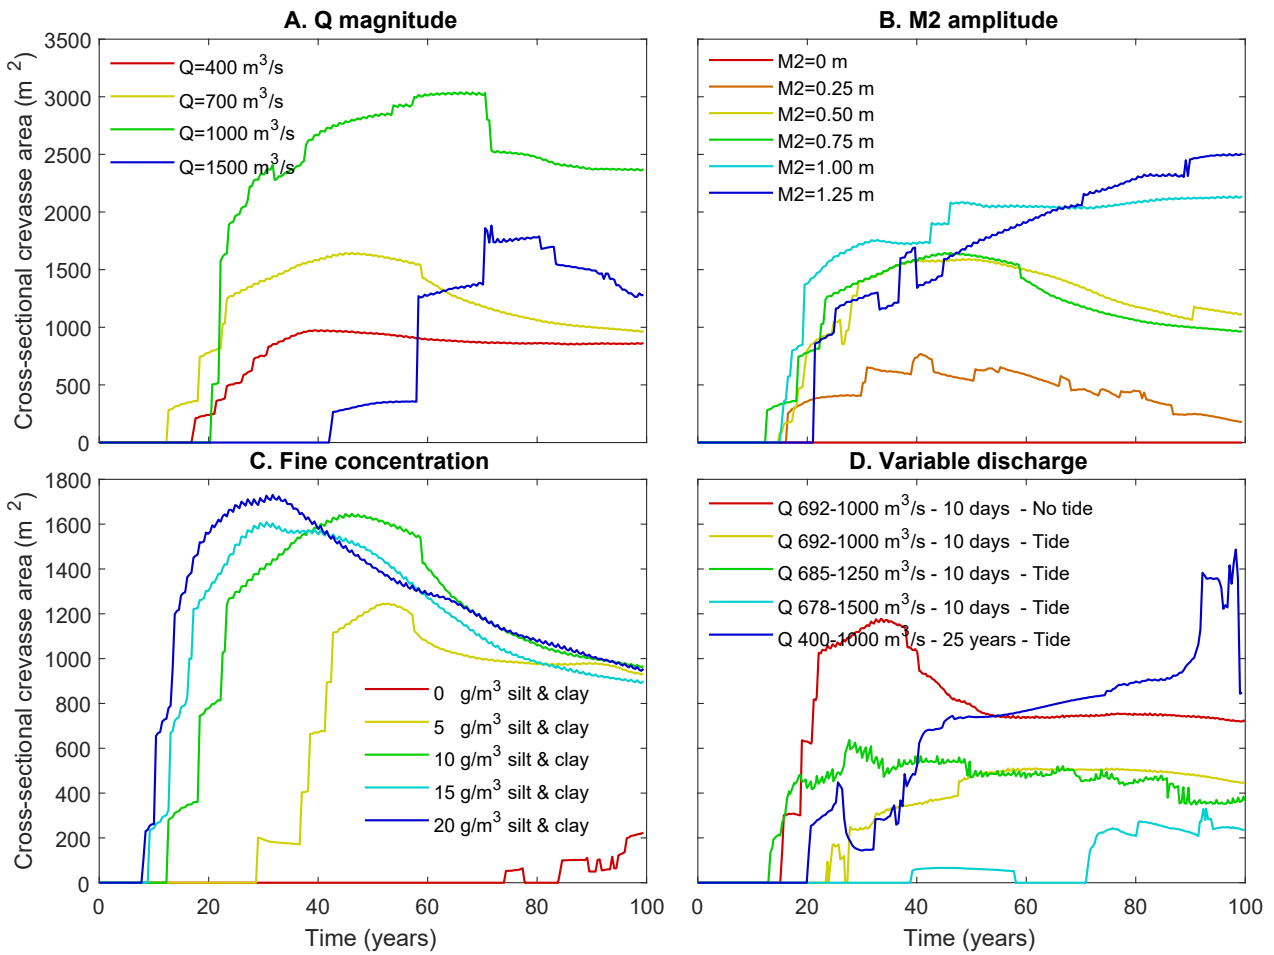 A. Q magnitude
B. M2 amplitude
Cross-sectional crevasse area (m²)
3500
3000
2500
2000
1500
1000
500
0
Q=400 m³/s
Q=700 m³/s
Q=1000 m³/s
Q=1500 m³/s
M2=0 m
M2=0.25 m
M2=0.50 m
M2=0.75 m
M2=1.00 m
M2=1.25 m
C. Fine concentration
D. Variable discharge
Cross-sectional crevasse area (m²)
1800
1600
1400
1200
1000
800
600
400
200
0
0 g/m³ silt & clay
5 g/m³ silt & clay
10 g/m³ silt & clay
15 g/m³ silt & clay
20 g/m³ silt & clay
Q 692-1000 m³/s - 10 days - No tide
Q 692-1000 m³/s - 10 days - Tide
Q 685-1250 m³/s - 10 days - Tide
Q 678-1500 m³/s - 10 days - Tide
Q 400-1000 m³/s - 25 years - Tide
0 20 40 60 80 100
0 20 40 60 80 100
Time (years)
Time (years)